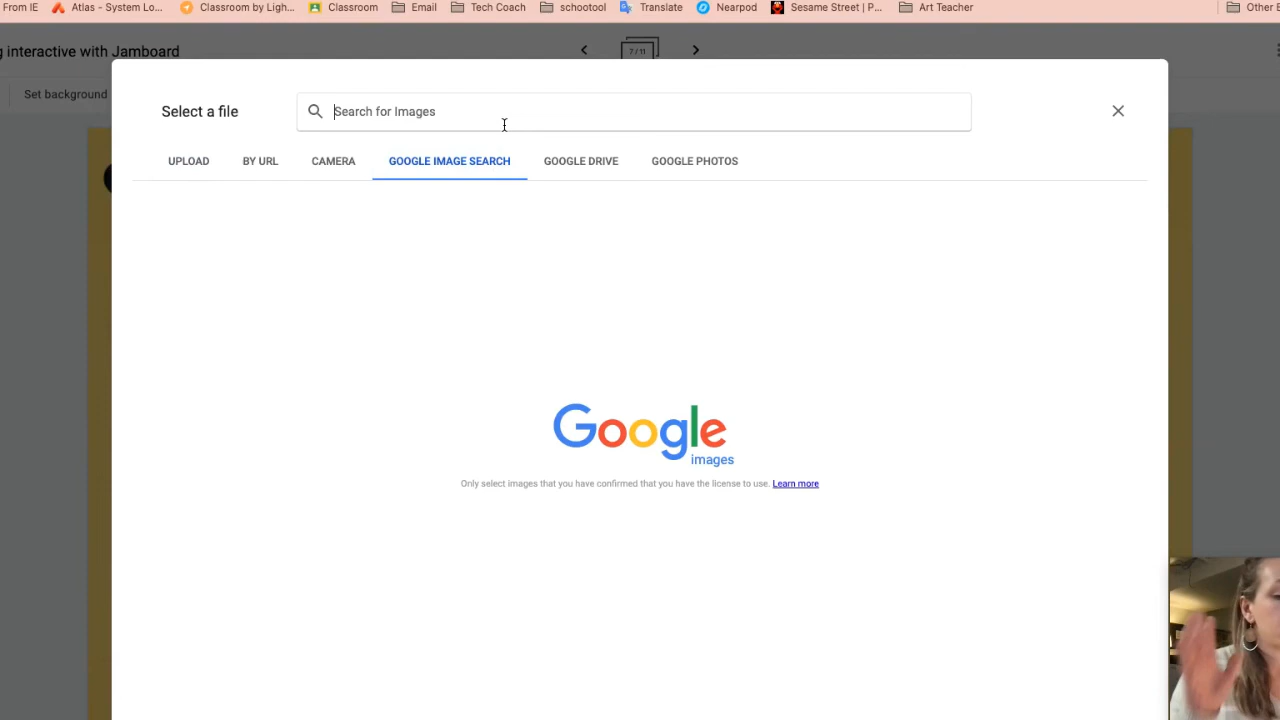 From IE Atlas - System Lo... Classroom by Ligh... Classroom Email Tech Coach schootool Translate Nearpod Sesame Street | P... Art Teacher Other B
g interactive with Jamboard
7 / 11
Set background
Select a file
Search for Images
UPLOAD BY URL CAMERA GOOGLE IMAGE SEARCH GOOGLE DRIVE GOOGLE PHOTOS
Google
images
Only select images that you have confirmed that you have the license to use. Learn more